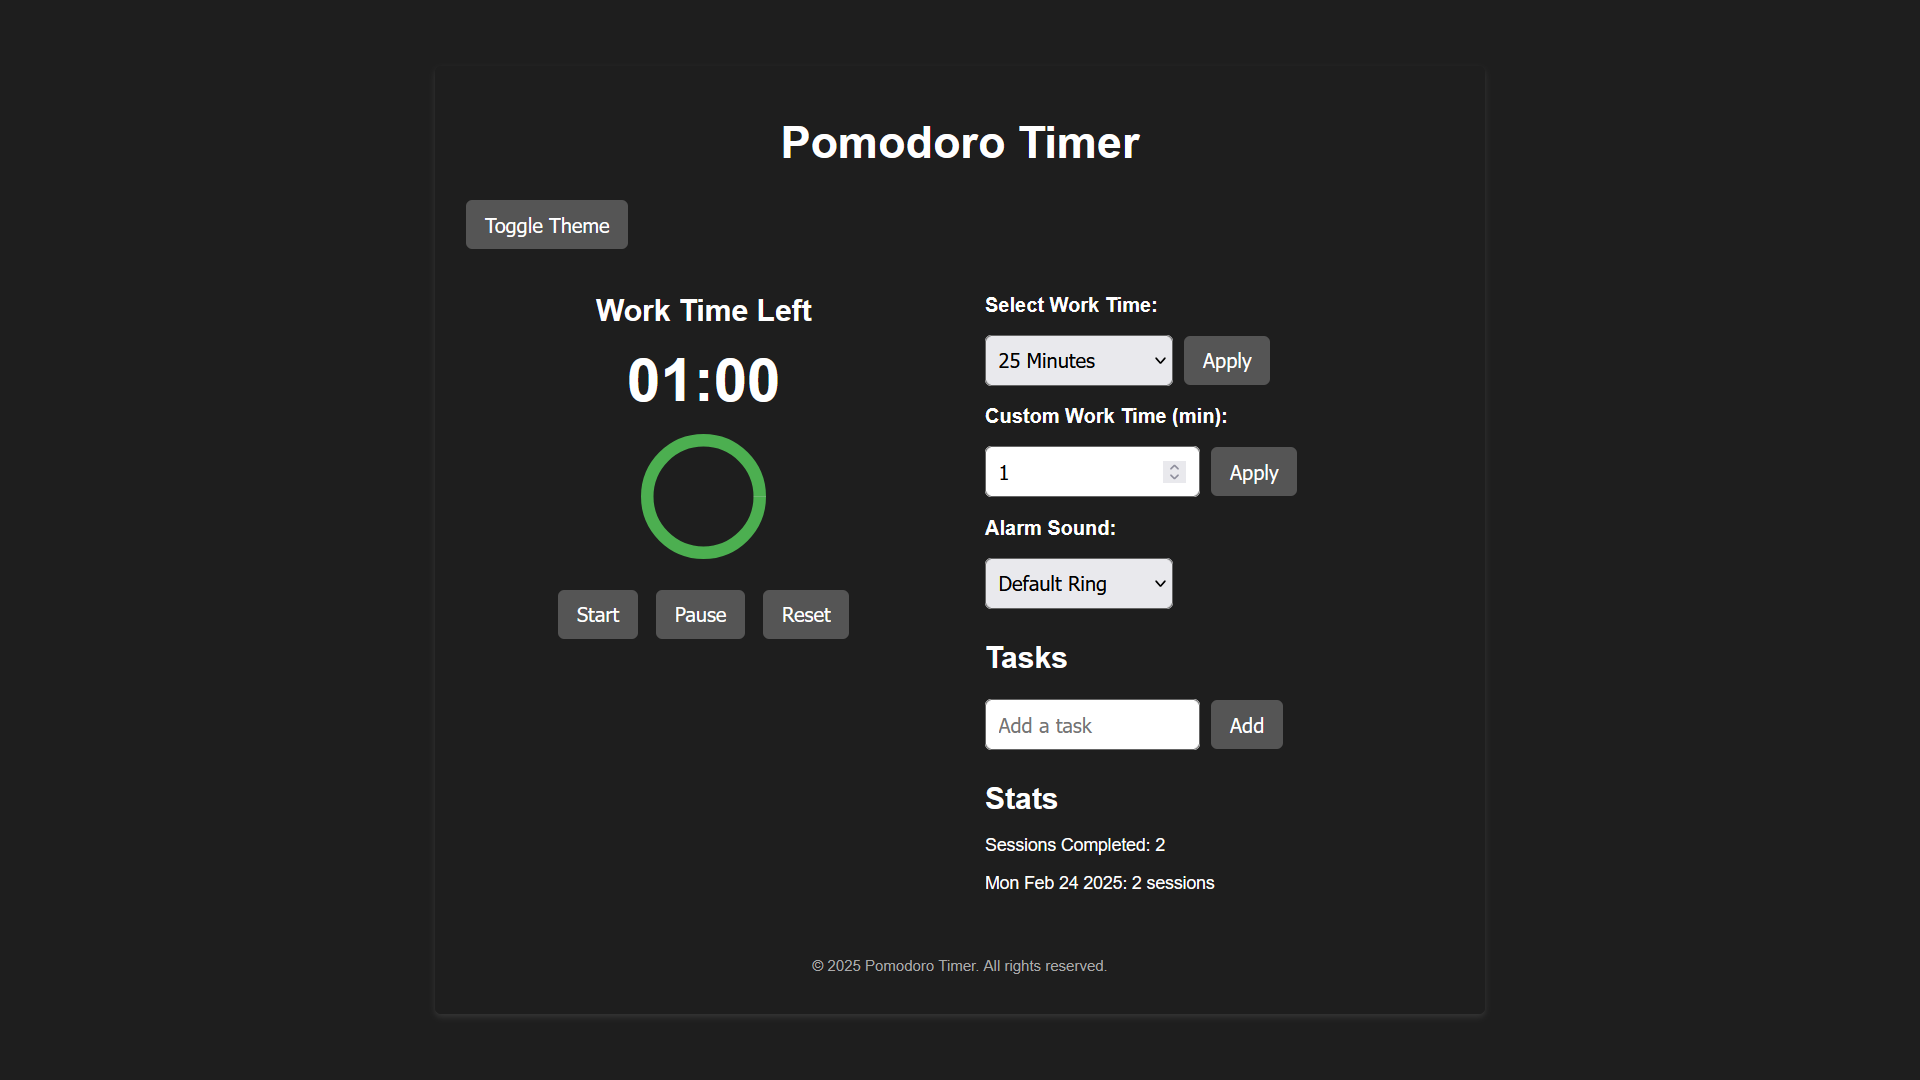 Pomodoro Timer
Toggle Theme
Work Time Left
01:00
Start Pause Reset
Select Work Time:
25 Minutes Apply
Custom Work Time (min):
1 Apply
Alarm Sound:
Default Ring
Tasks
Add a task Add
Stats
Sessions Completed: 2
Mon Feb 24 2025: 2 sessions
© 2025 Pomodoro Timer. All rights reserved.